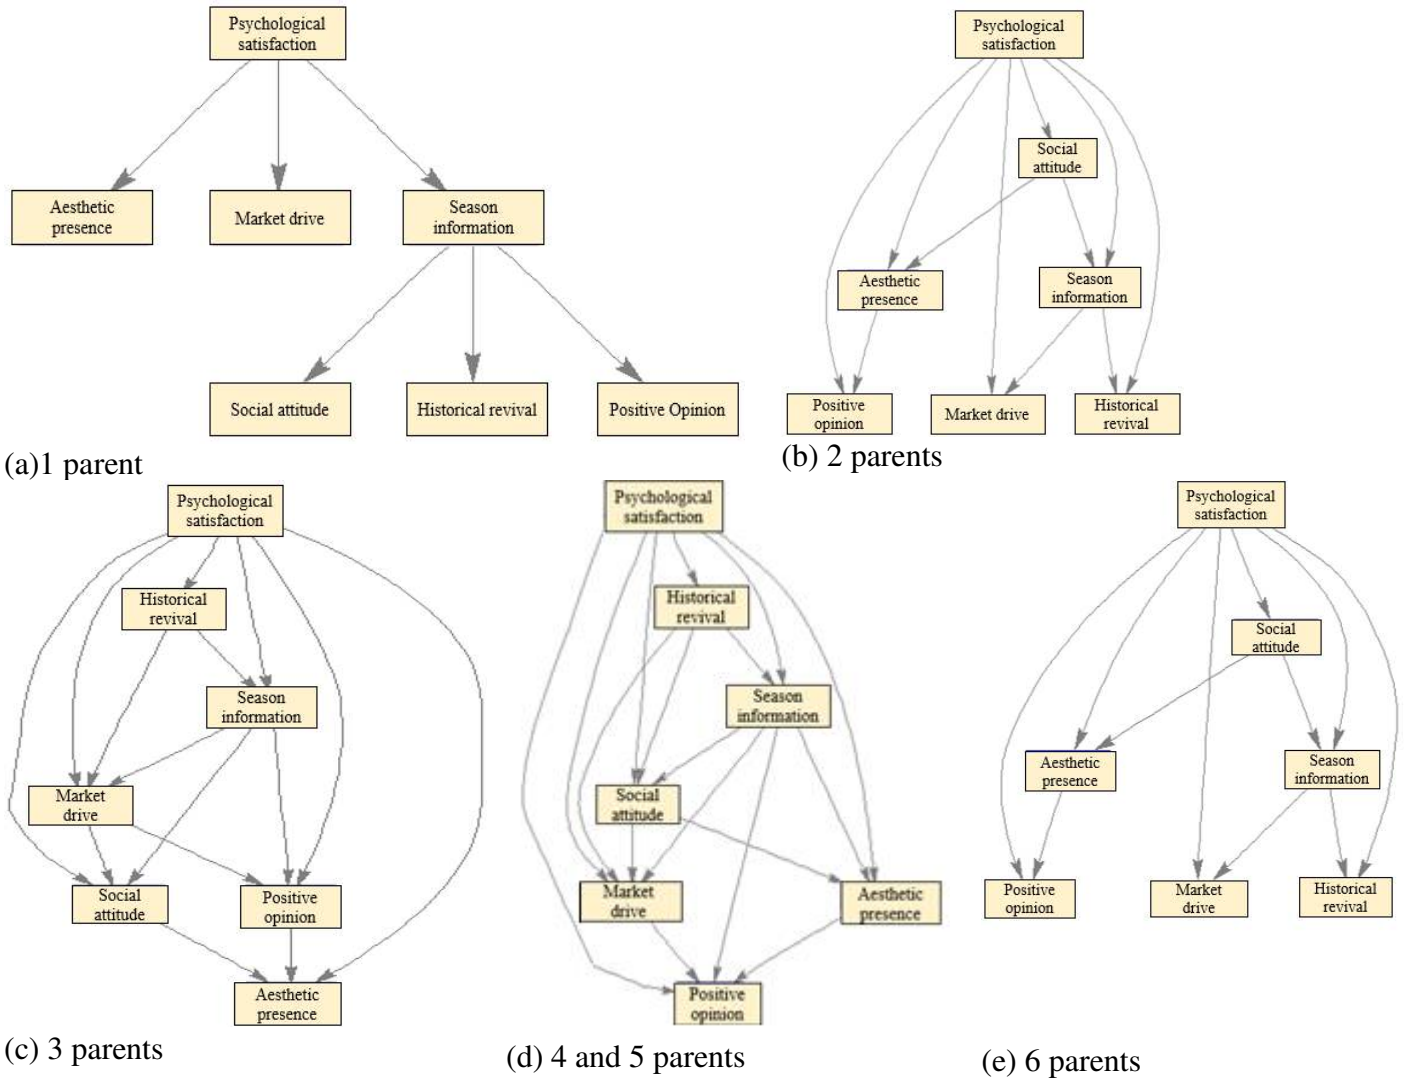 Psychological
satisfaction
Aesthetic
presence
Market drive
Season
information
Social attitude
Historical revival
Positive Opinion
(a)1 parent
Psychological
satisfaction
Social
attitude
Aesthetic
presence
Season
information
Positive
opinion
Market drive
Historical
revival
(b) 2 parents
Psychological
satisfaction
Historical
revival
Season
information
Market
drive
Social
attitude
Positive
opinion
Aesthetic
presence
(c) 3 parents
Psychological
satisfaction
Historical
revival
Season
information
Social
attitude
Market
drive
Aesthetic
presence
Positive
opinion
(d) 4 and 5 parents
Psychological
satisfaction
Social
attitude
Aesthetic
presence
Season
information
Positive
opinion
Market
drive
Historical
revival
(e) 6 parents